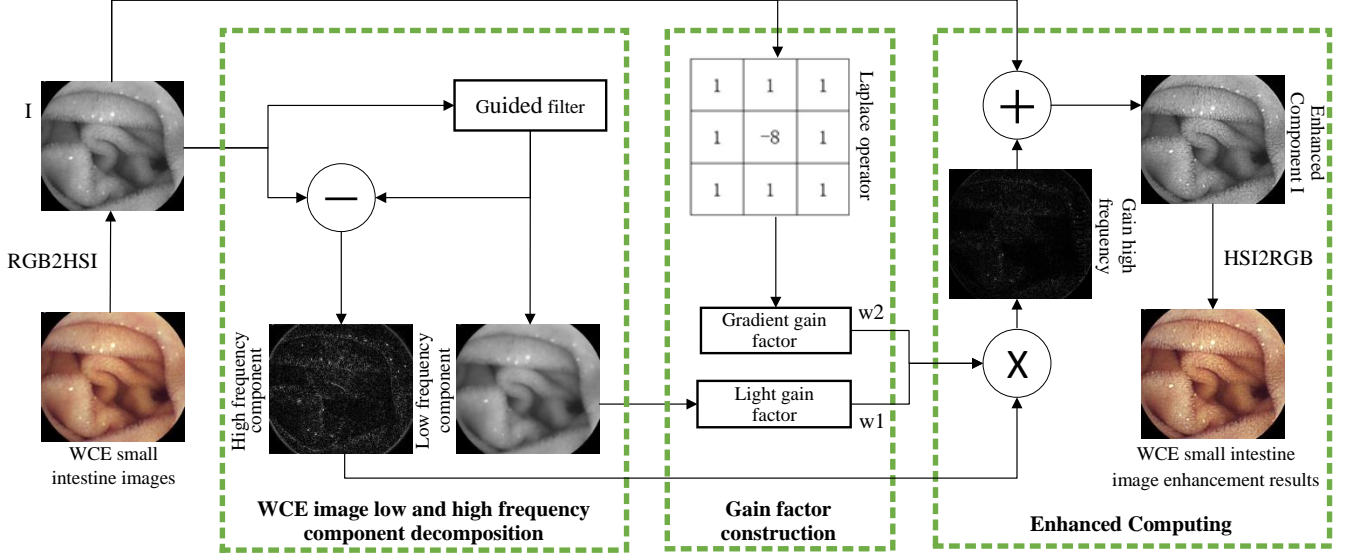 I
RGB2HSI
WCE small
intestine images
Guided filter
−
High frequency
component
Low frequency
component
WCE image low and high frequency
component decomposition
1 1 1
1 -8 1
1 1 1
Laplace operator
Gradient gain
factor
w2
Light gain
factor
w1
Gain factor
construction
+
Gain high
frequency
X
Enhanced
Component I
HSI2RGB
WCE small intestine
image enhancement results
Enhanced Computing